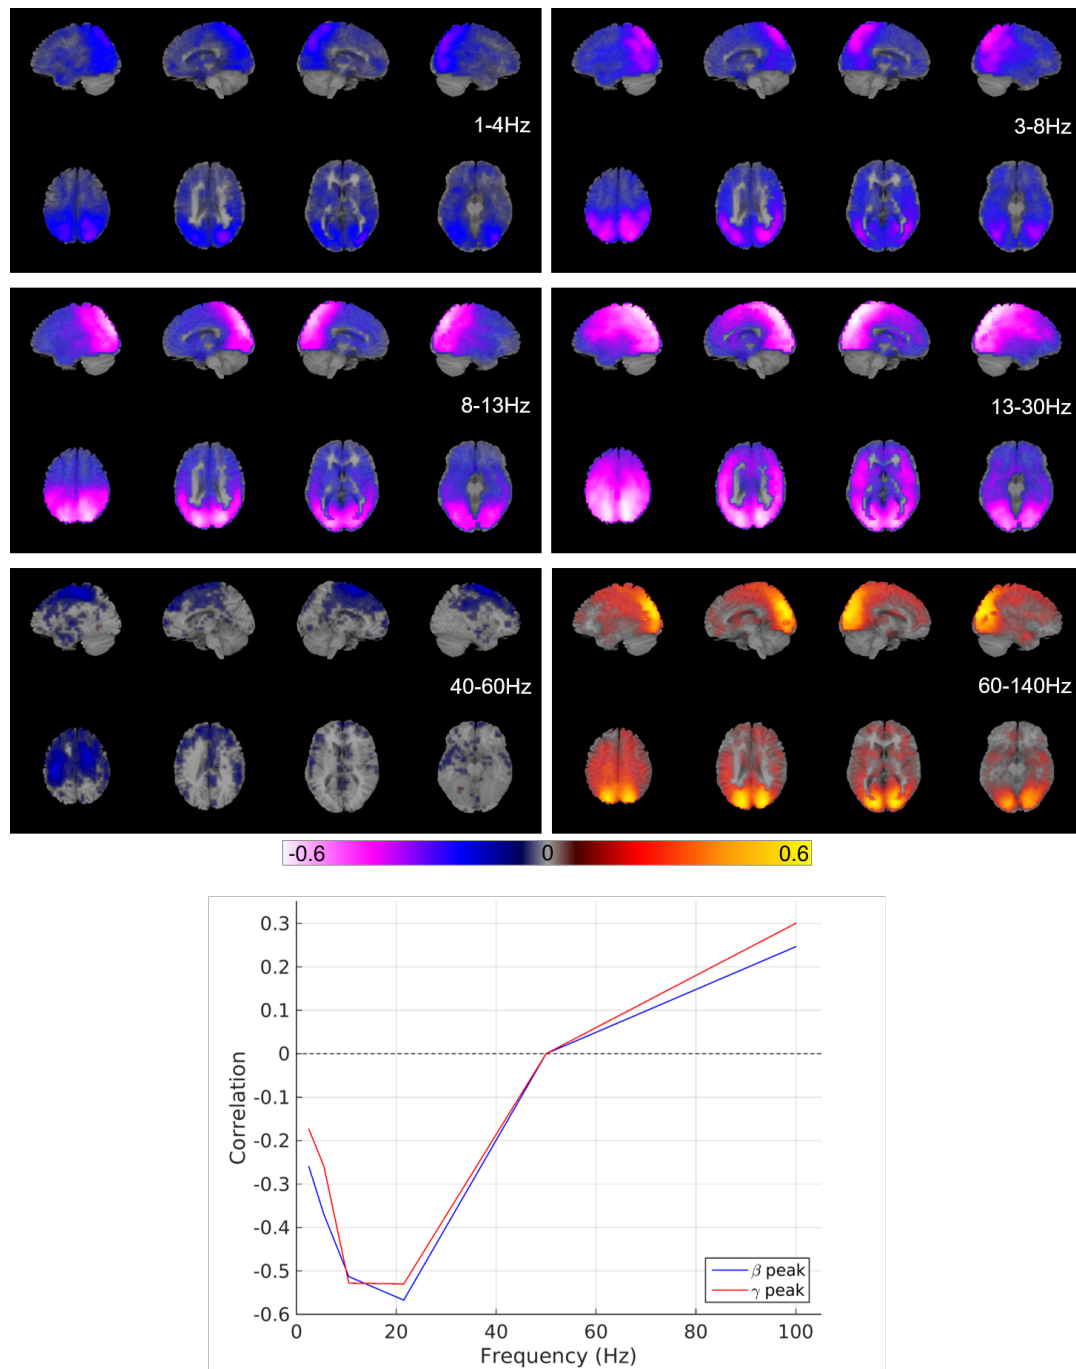 1-4Hz
3-8Hz
8-13Hz
13-30Hz
40-60Hz
60-140Hz
-0.6 0 0.6
0.3
0.2
0.1
0
-0.1
-0.2
-0.3
-0.4
-0.5
-0.6
Correlation
β peak
γ peak
0 20 40 60 80 100
Frequency (Hz)